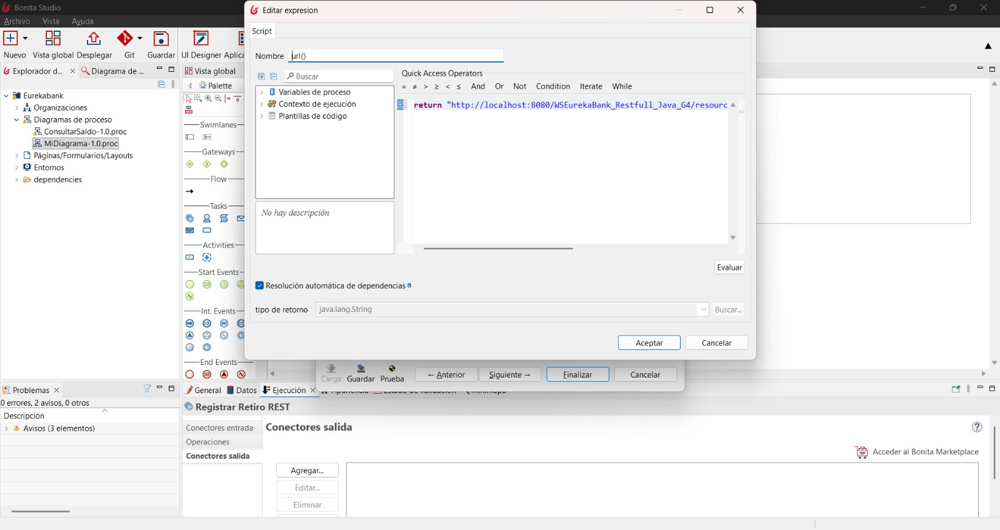 Bonita Studio
Archivo Vista Ayuda
Nuevo Vista global Desplegar Git Guardar UI Designer Aplica
Explorador d... Diagrama de ...
Eurekabank
Organizaciones
Diagramas de proceso
ConsultarSaldo-1.0.proc
MiDiagrama-1.0.proc
Páginas/Formularios/Layouts
Entornos
dependencies
Vista global
Palette
Swimlanes
Gateways
Flow
Tasks
Activities
Start Events
Int. Events
End Events
Editar expresion
Script
Nombre url()
Buscar
Variables de proceso
Contexto de ejecución
Plantillas de código
No hay descripción
Quick Access Operators
= ≠ > ≥ < ≤ And Or Not Condition Iterate While
return "http://localhost:8080/WSEurekaBank_Restfull_Java_G4/resourc
Evaluar
Resolución automática de dependencias
tipo de retorno java.lang.String Buscar...
Aceptar Cancelar
Carga Guardar Prueba ← Anterior Siguiente → Finalizar Cancelar
Problemas
0 errores, 2 avisos, 0 otros
Descripción
Avisos (3 elementos)
General Datos Ejecución
Registrar Retiro REST
Conectores entrada
Operaciones
Conectores salida
Conectores salida
Acceder al Bonita Marketplace
Agregar...
Editar...
Eliminar